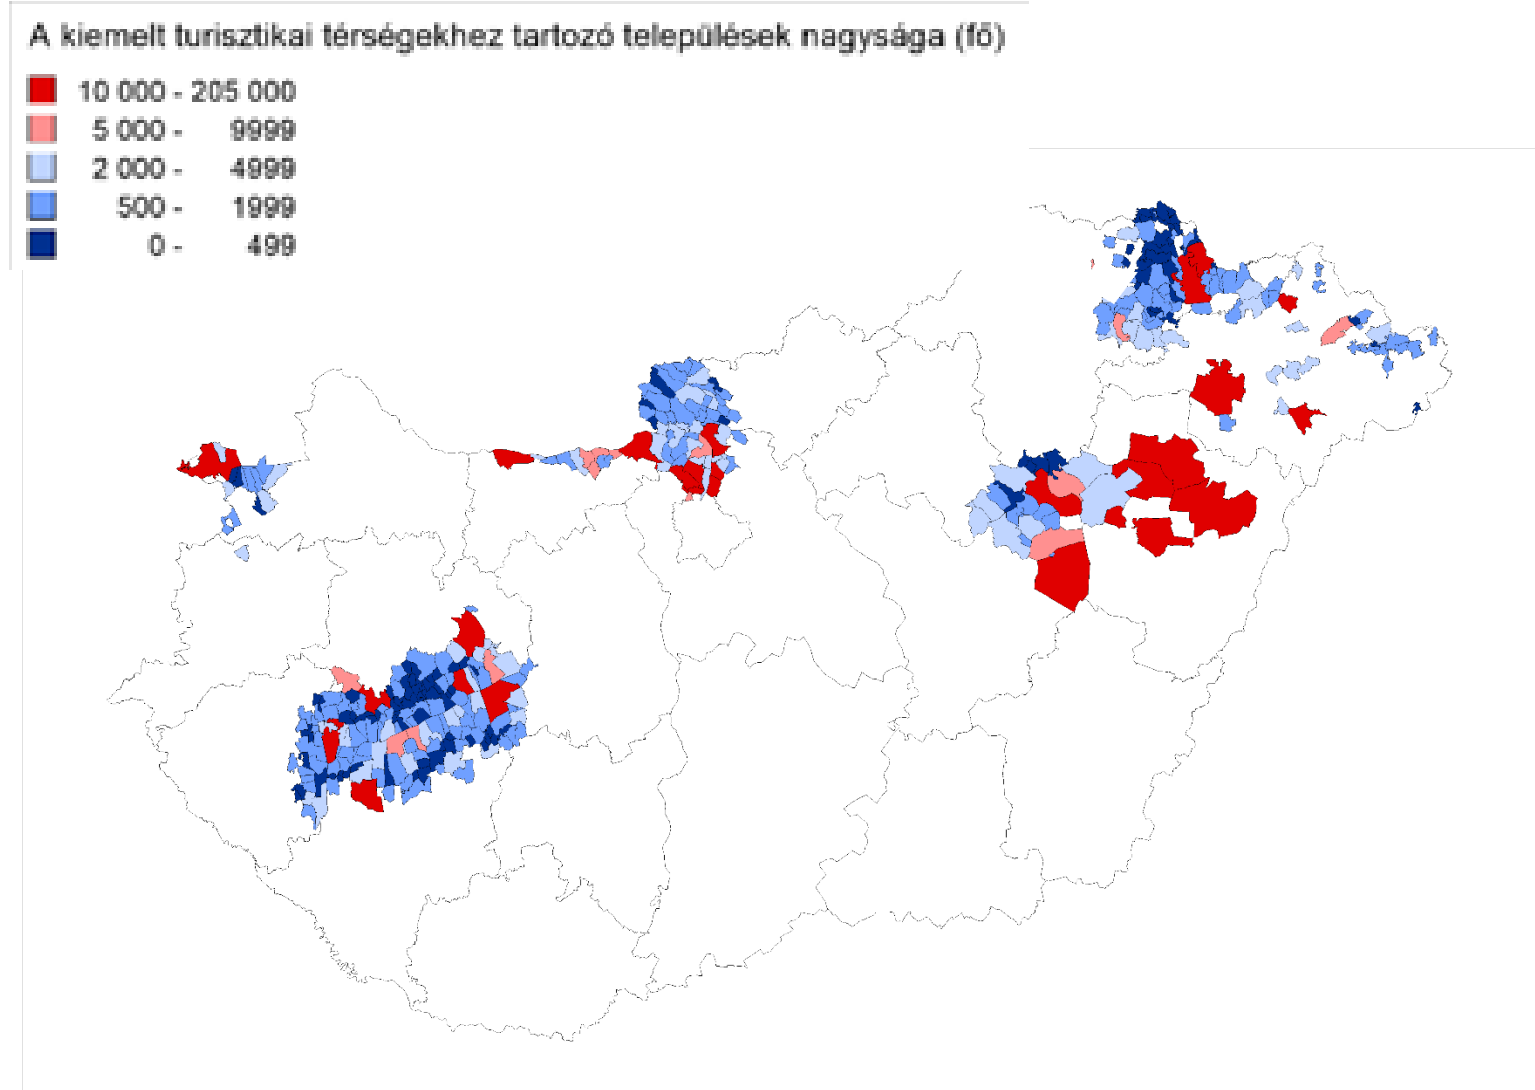 A kiemelt turisztikai térségekhez tartozó települések nagysága (fő)
10 000 - 205 000
5 000 - 9999
2 000 - 4999
500 - 1999
0 - 499